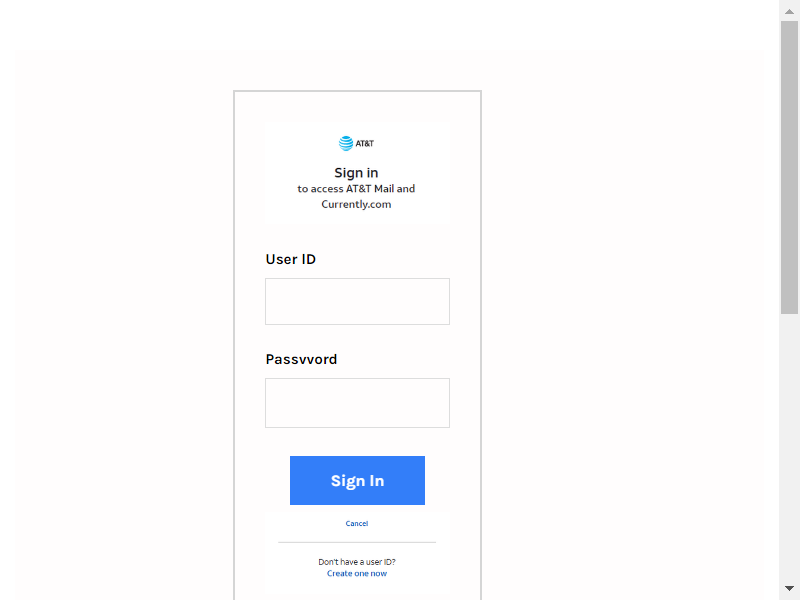 AT&T
Sign in
to access AT&T Mail and
Currently.com
User ID
Passvvord
Sign In
Cancel
Don't have a user ID?
Create one now